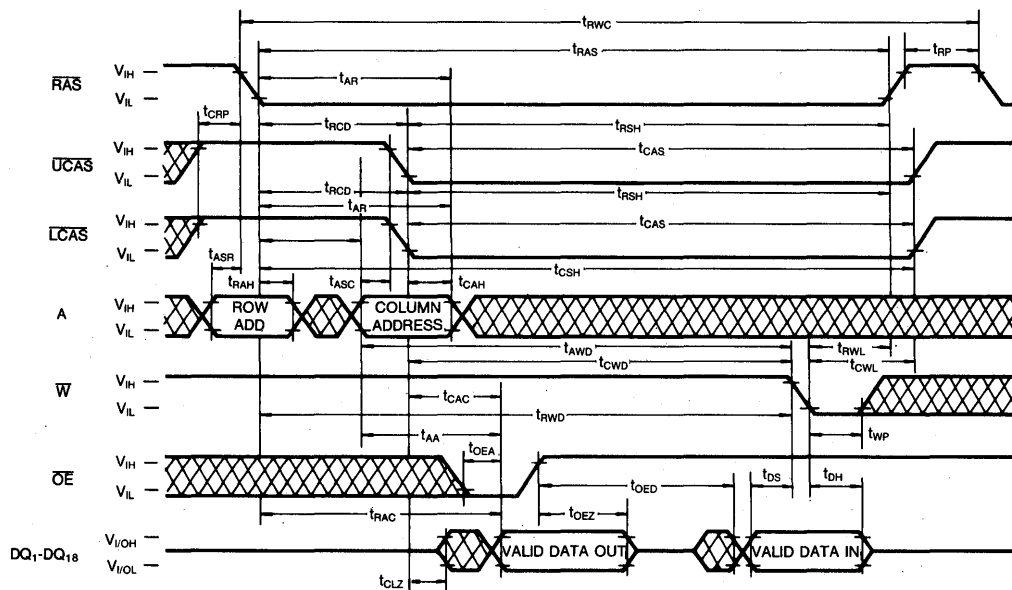 tRWC
tRAS
tRP
tAR
RAS
VIH
VIL
tCRP
tRCD
tRSH
UCAS
VIH
VIL
tCAS
tRCD
tRSH
tAR
LCAS
VIH
VIL
tCAS
tCSH
tASR
tRAH
tASC
tCAH
A
VIH
VIL
ROW ADD
COLUMN ADDRESS
tAWD
tRWL
tCWD
tCWL
W
VIH
VIL
tCAC
tRWD
tWP
tAA
tOEA
OE
VIH
VIL
tOED
tDS
tDH
tRAC
tOEZ
DQ1-DQ18
VI/OH
VI/OL
VALID DATA OUT
VALID DATA IN
tCLZ